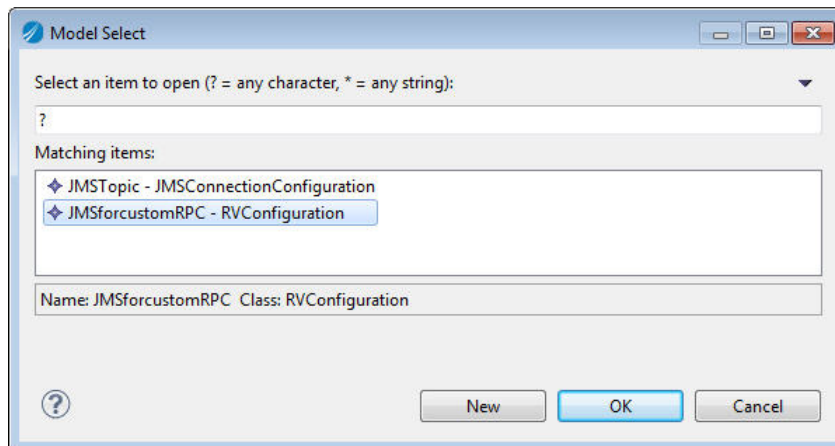 Model Select
Select an item to open (? = any character, * = any string):
?
Matching items:
JMSTopic - JMSConnectionConfiguration
JMSforcustomRPC - RVConfiguration
Name: JMSforcustomRPC  Class: RVConfiguration
?
New
OK
Cancel